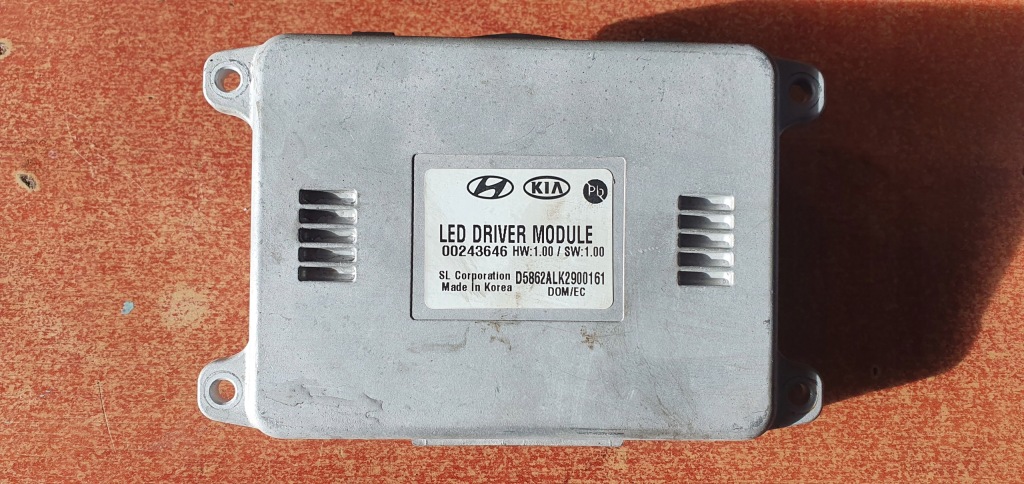 KIA Pb
LED DRIVER MODULE
00243646 HW:1.00 / SW:1.00
SL Corporation D5862ALK2900161
Made In Korea DOM/EC